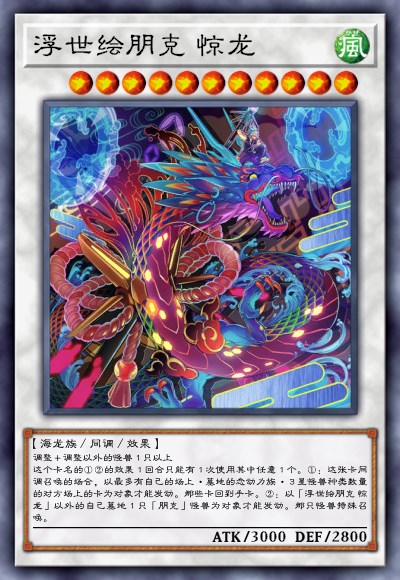 浮世绘朋克 惊龙
風
【海龙族／同调／效果】
调整＋调整以外的怪兽１只以上
这个卡名的①②的效果１回合只能有１次使用其中任意１个。①：这张卡同
调召唤的场合，以最多有自己的场上·墓地的念动力族·３星怪兽种类数量
的对方场上的卡为对象才能发动。那些卡回到手卡。②：以「浮世绘朋克 惊
龙」以外的自己墓地１只「朋克」怪兽为对象才能发动。那只怪兽特殊召
唤。
ATK/3000 DEF/2800